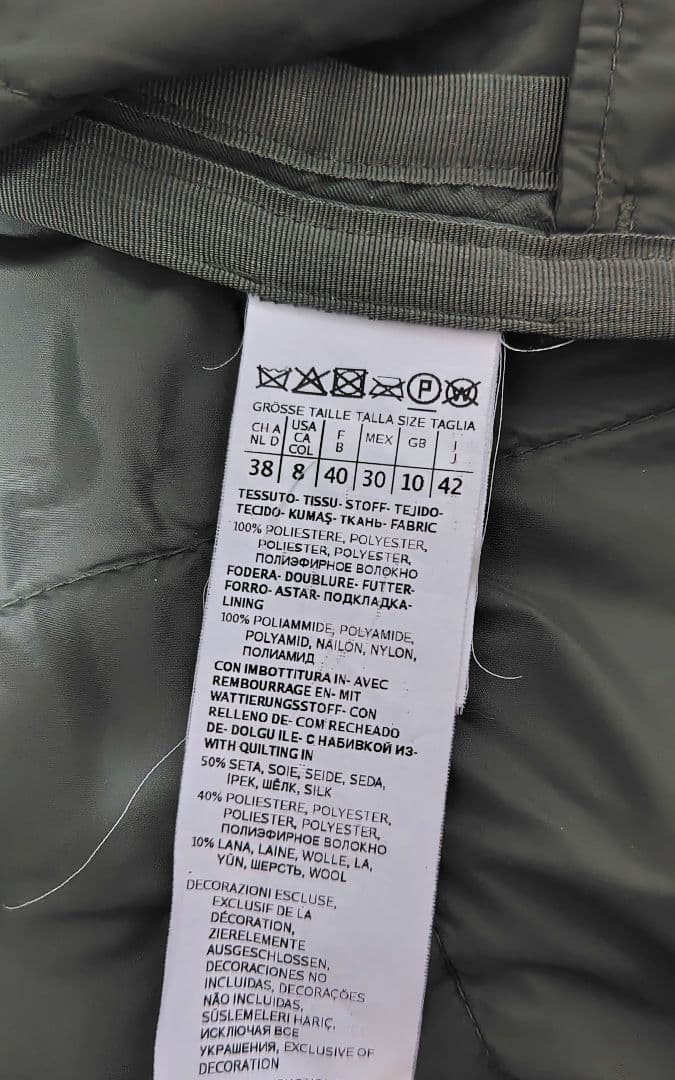 P W
GRÖSSE TAILLE TALLA SIZE TAGLIA
CH A NL D USA CA COL F B MEX GB I J
38 8 40 30 10 42
TESSUTO- TISSU- STOFF- TEJIDO-
TECIDO- KUMAŞ- ТКАНЬ- FABRIC
100% POLIESTERE, POLYESTER,
POLIESTER, POLYESTER,
ПОЛИЭФИРНОЕ ВОЛОКНО
FODERA- DOUBLURE- FUTTER-
FORRO- ASTAR- ПОДКЛАДКА-
LINING
100% POLIAMMIDE, POLYAMIDE,
POLYAMID, NAILON, NYLON,
ПОЛИАМИД
CON IMBOTTITURA IN- AVEC
REMBOURRAGE EN- MIT
WATTIERUNGSSTOFF- CON
RELLENO DE- COM RECHEADO
DE- DOLGU ILE- С НАБИВКОЙ ИЗ-
WITH QUILTING IN
50% SETA, SOIE, SEIDE, SEDA,
IPEK, ШЁЛК, SILK
40% POLIESTERE, POLYESTER,
POLIESTER, POLYESTER,
ПОЛИЭФИРНОЕ ВОЛОКНО
10% LANA, LAINE, WOLLE, LA,
YÜN, ШЕРСТЬ, WOOL
DECORAZIONI ESCLUSE,
EXCLUSIF DE LA
DÉCORATION,
ZIERELEMENTE
AUSGESCHLOSSEN,
DECORACIONES NO
INCLUIDAS, DECORAÇÕES
NÃO INCLUIDAS,
SÜSLEMELERI HARIÇ,
ИСКЛЮЧАЯ ВСЕ
УКРАШЕНИЯ, EXCLUSIVE OF
DECORATION